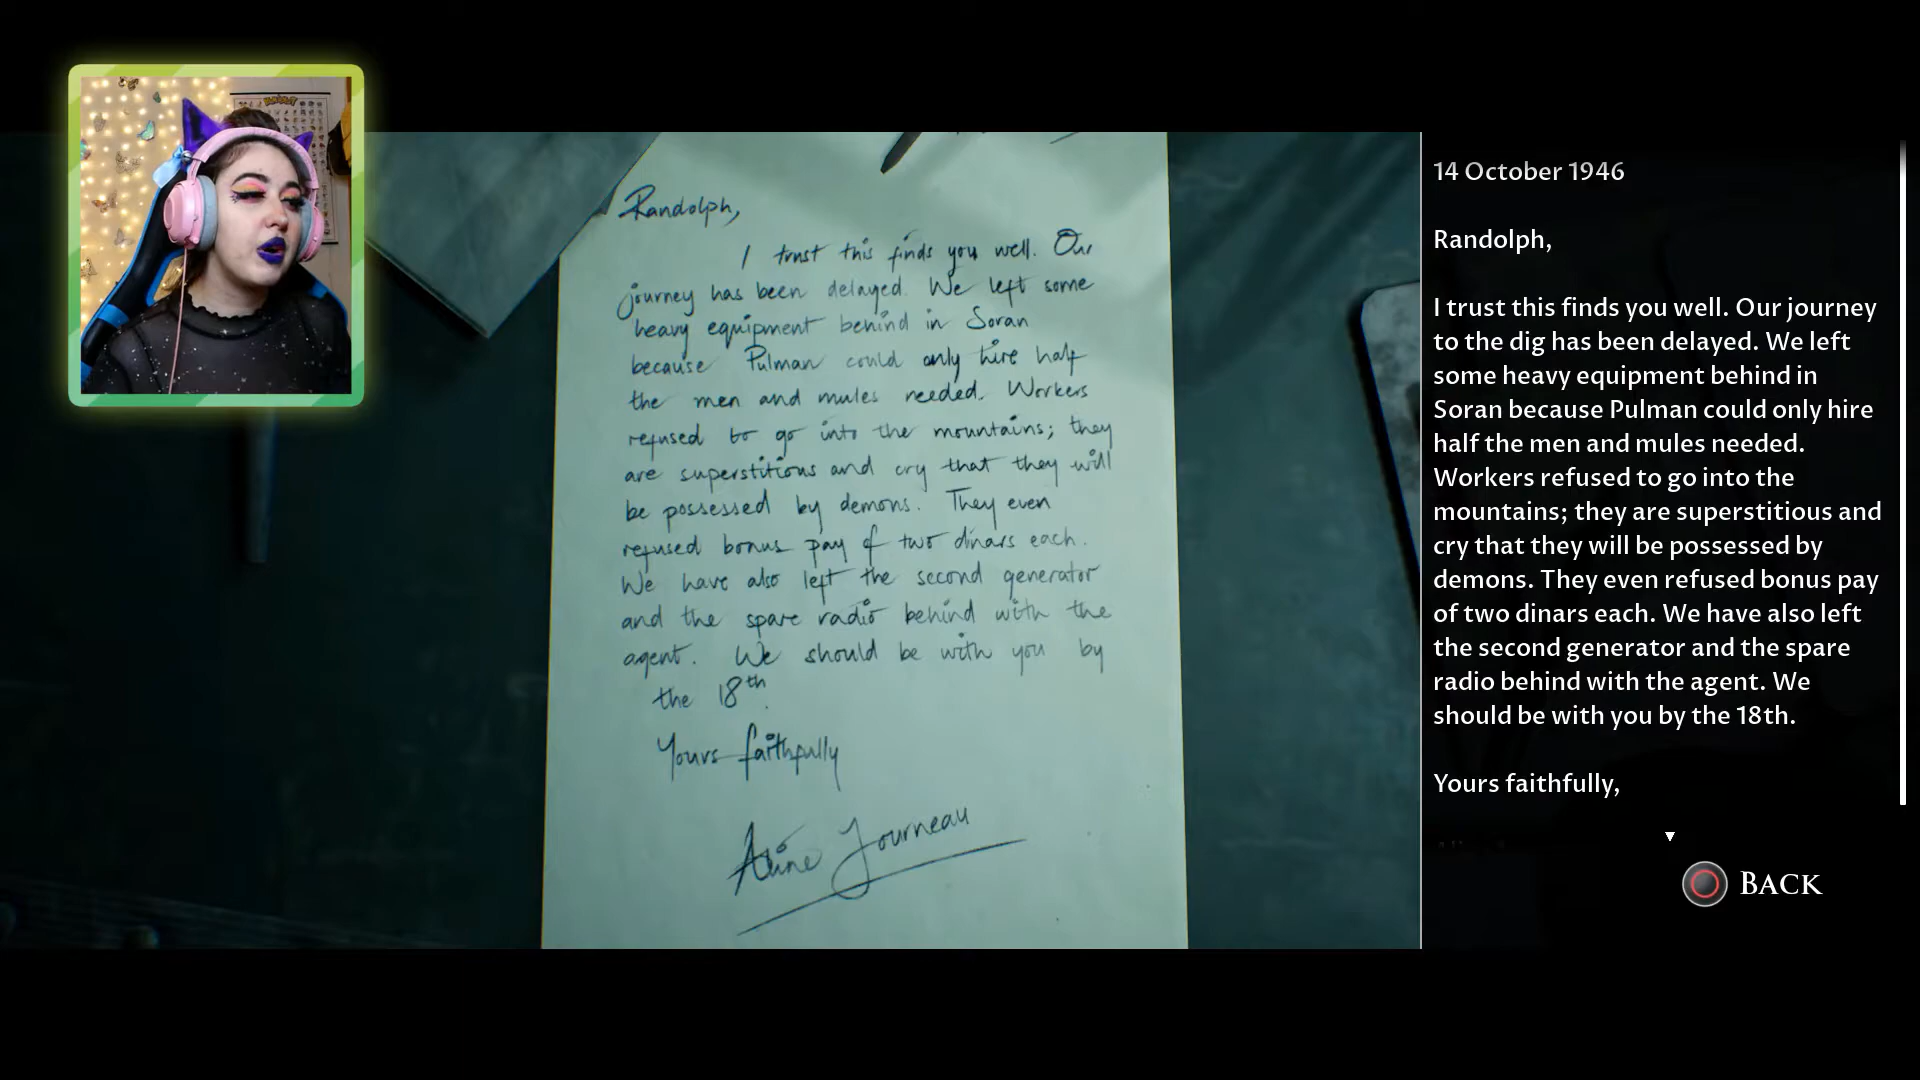 Randolph,
I trust this finds you well. Our
journey has been delayed. We left some
heavy equipment behind in Soran
because Pulman could only hire half
the men and mules needed. Workers
refused to go into the mountains; they
are superstitious and cry that they will
be possessed by demons. They even
refused bonus pay of two dinars each.
We have also left the second generator
and the spare radio behind with the
agent. We should be with you by
the 18th.
Yours faithfully
Journeau
14 October 1946
Randolph,
I trust this finds you well. Our journey
to the dig has been delayed. We left
some heavy equipment behind in
Soran because Pulman could only hire
half the men and mules needed.
Workers refused to go into the
mountains; they are superstitious and
cry that they will be possessed by
demons. They even refused bonus pay
of two dinars each. We have also left
the second generator and the spare
radio behind with the agent. We
should be with you by the 18th.
Yours faithfully,
BACK